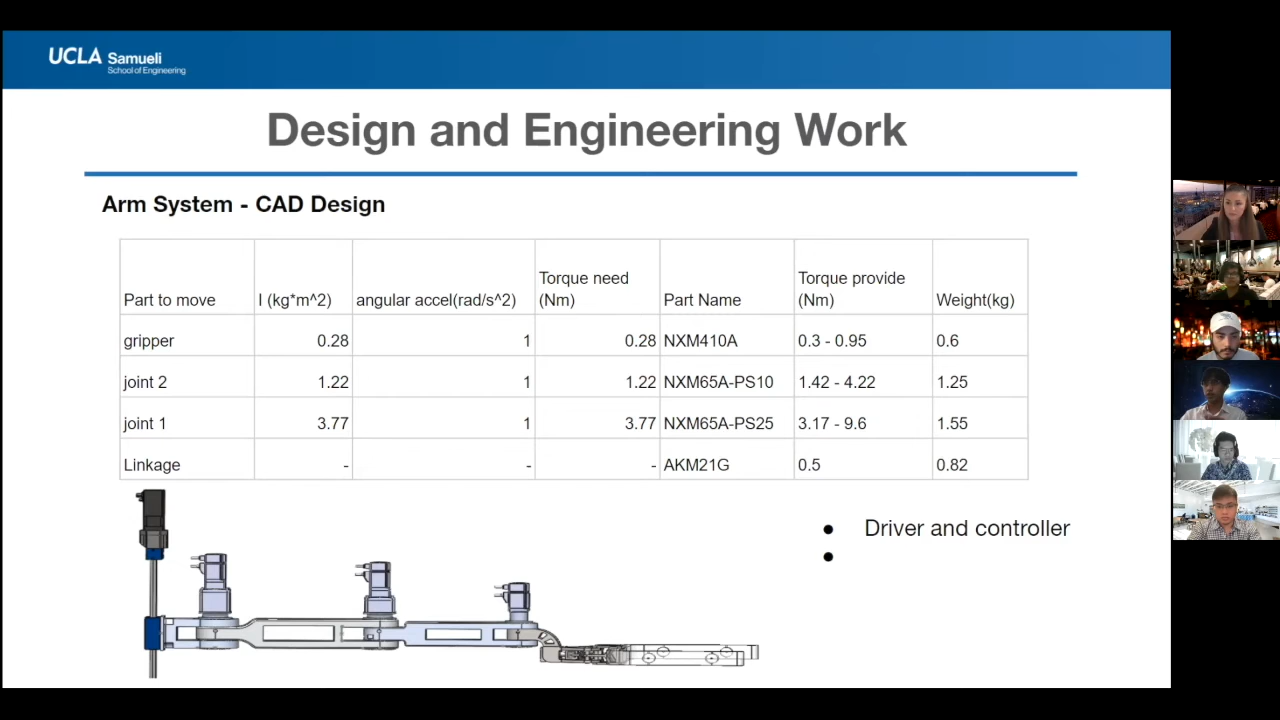 UCLA Samueli
School of Engineering
Design and Engineering Work
Arm System - CAD Design
Part to move I (kg*m^2) angular accel(rad/s^2) Torque need (Nm) Part Name Torque provide (Nm) Weight(kg)
gripper 0.28 1 0.28 NXM410A 0.3 - 0.95 0.6
joint 2 1.22 1 1.22 NXM65A-PS10 1.42 - 4.22 1.25
joint 1 3.77 1 3.77 NXM65A-PS25 3.17 - 9.6 1.55
Linkage - - - AKM21G 0.5 0.82
● Driver and controller
●